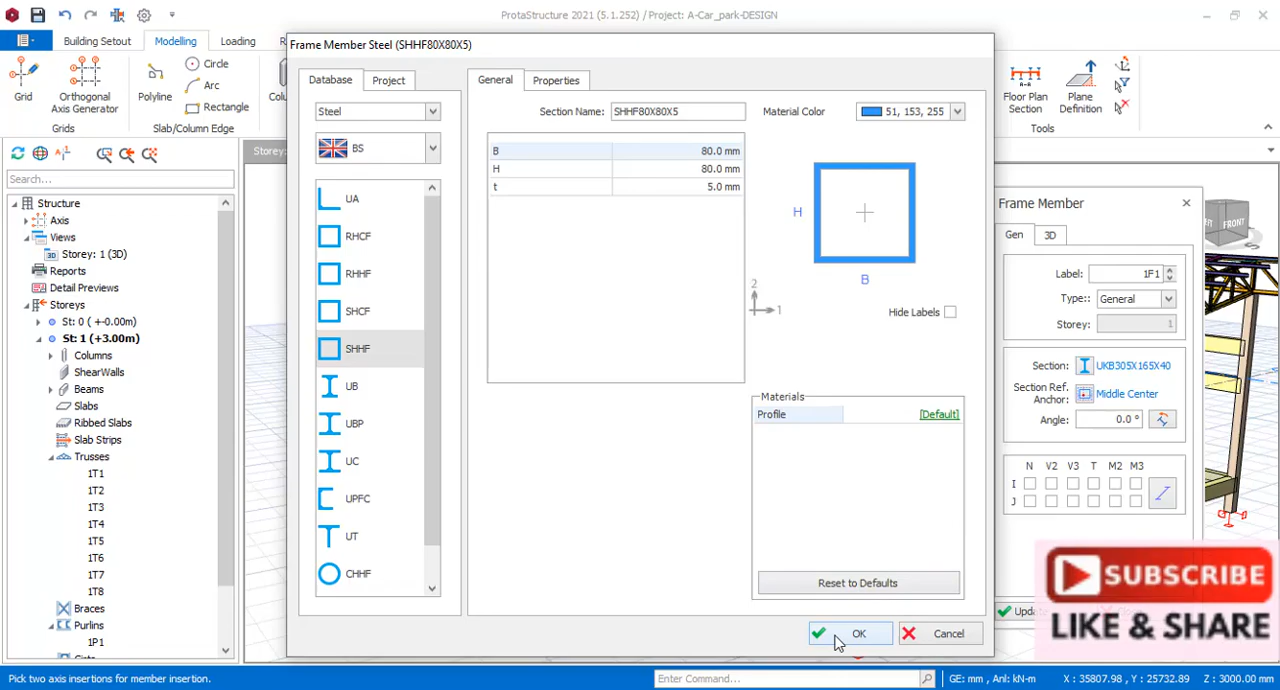 ProtaStructure 2021 (5.1.252) / Project: A-Car_park-DESIGN
Building Setout
Modelling
Loading
Grid
Orthogonal
Axis Generator
Grids
Polyline
Circle
Arc
Rectangle
Slab/Column Edge
Floor Plan
Section
Plane
Definition
Tools
Storey:
Search...
Structure
Axis
Views
Storey: 1 (3D)
Reports
Detail Previews
Storeys
St: 0 ( +-0.00m)
St: 1 (+3.00m)
Columns
ShearWalls
Beams
Slabs
Ribbed Slabs
Slab Strips
Trusses
1T1
1T2
1T3
1T4
1T5
1T6
1T7
1T8
Braces
Purlins
1P1
Frame Member Steel (SHHF80X80X5)
Database
Project
Steel
BS
UA
RHCF
RHHF
SHCF
SHHF
UB
UBP
UC
UPFC
UT
CHHF
General
Properties
Section Name: SHHF80X80X5
Material Color 51, 153, 255
B 80.0 mm
H 80.0 mm
t 5.0 mm
H
B
2
1
Hide Labels
Materials
Profile [Default]
Reset to Defaults
OK
Cancel
FRONT
Frame Member
Gen
3D
Label: 1F1
Type:: General
Storey: 1
Section: UKB305X165X40
Section Ref.
Anchor: Middle Center
Angle: 0.0 °
N V2 V3 T M2 M3
I
J
SUBSCRIBE
LIKE & SHARE
Pick two axis insertions for member insertion.
Enter Command...
GE: mm , Anl: kN-m
X : 35807.98 , Y : 25732.89
Z : 3000.00 mm